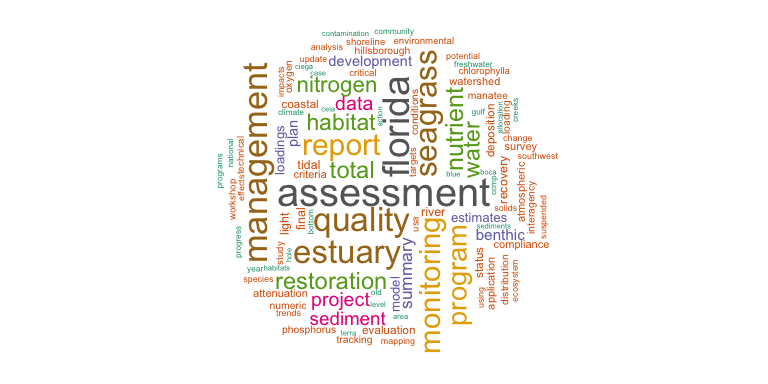 contamination
community
analysis
shoreline
environmental
hillsborough
update
development
potential
freshwater
impacts
oxygen
ciega
case
critical
chlorophylla
nitrogen
watershed
management
florida
seagrass
conditions
nutrient
water
coastal
data
manatee
climate
ceia
action
gulf
deposition
allocation
loading
creeks
habitat
loadings
plan
report
change
survey
programs
national
technical
effects
workshop
tidal
criteria
total
targets
blue
boca
ccmpa
recovery
southwest
atmospheric
interagency
suspended
assessment
solids
light
final
bottom
quality
usa
river
estimates
sediments
benthic
compliance
progress
study
hole
estuary
monitoring
program
status
application
using
distribution
ecosystem
year
habitats
species
restoration
old
model
summary
attenuation
numeric
trends
project
level
sediment
area
phosphorus
terra
evaluation
tracking
mapping